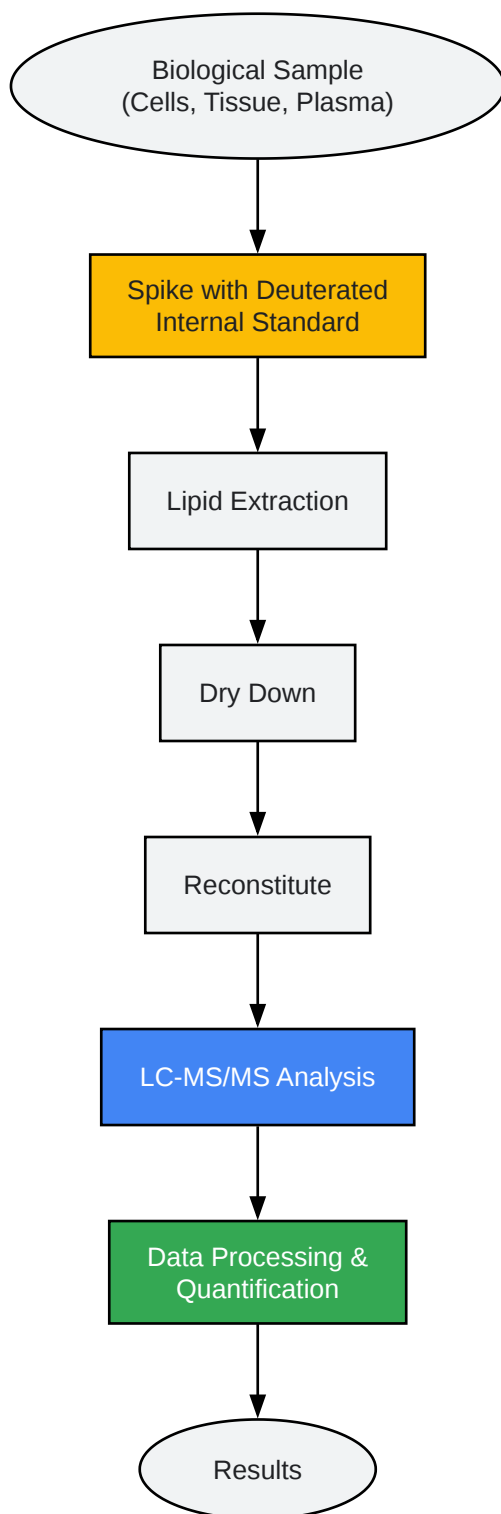 Biological Sample
(Cells, Tissue, Plasma)
Spike with Deuterated
Internal Standard
Lipid Extraction
Dry Down
Reconstitute
LC-MS/MS Analysis
Data Processing &
Quantification
Results